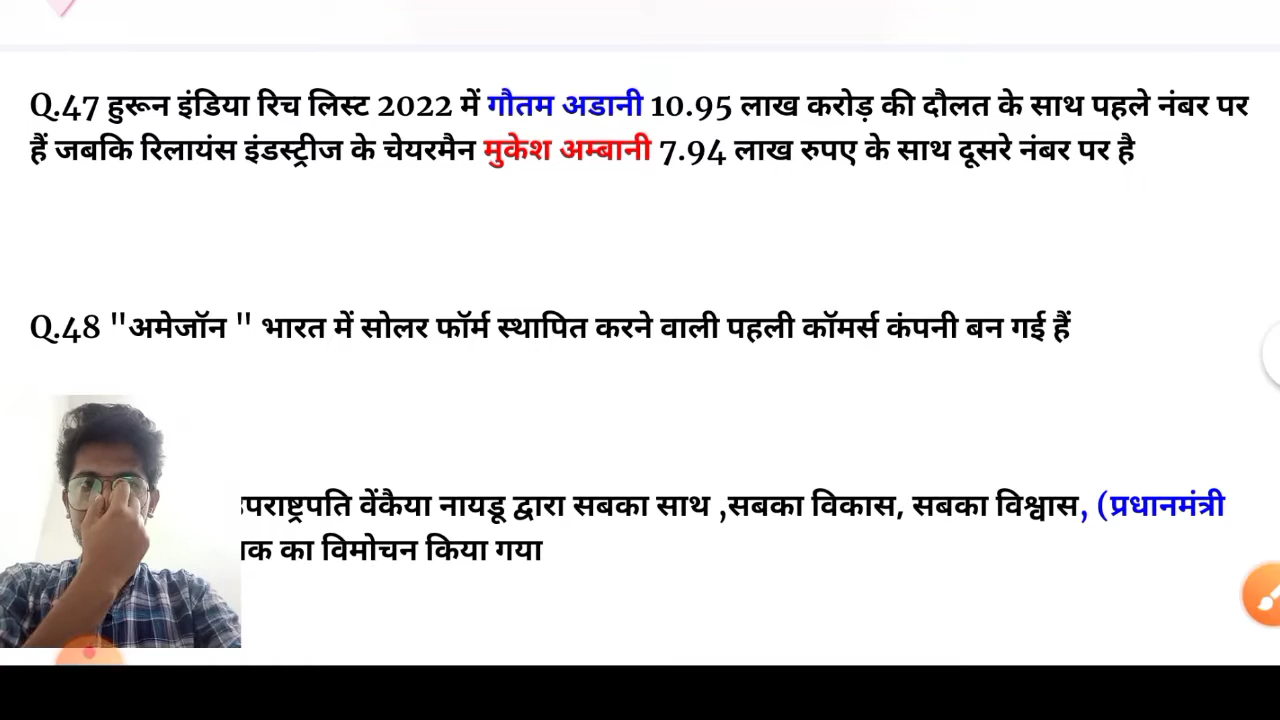 Q.47 हुरून इंडिया रिच लिस्ट 2022 में गौतम अडानी 10.95 लाख करोड़ की दौलत के साथ पहले नंबर पर
हैं जबकि रिलायंस इंडस्ट्रीज के चेयरमैन मुकेश अम्बानी 7.94 लाख रुपए के साथ दूसरे नंबर पर है
Q.48 "अमेजॉन " भारत में सोलर फॉर्म स्थापित करने वाली पहली कॉमर्स कंपनी बन गई हैं
वेंकैया नायडू द्वारा सबका साथ ,सबका विकास, सबका विश्वास, (प्रधानमंत्री
का विमोचन किया गया